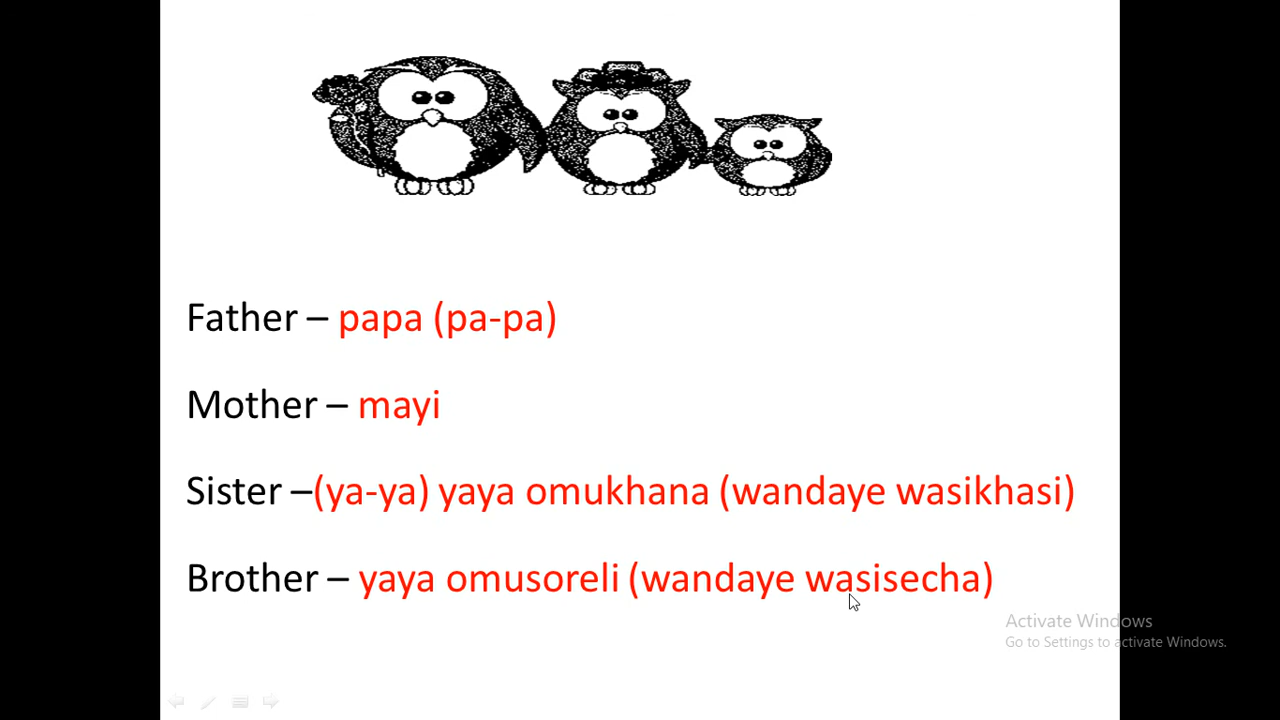 Father – papa (pa-pa)
Mother – mayi
Sister –(ya-ya) yaya omukhana (wandaye wasikhasi)
Brother – yaya omusoreli (wandaye wasisecha)
Activate Windows
Go to Settings to activate Windows.